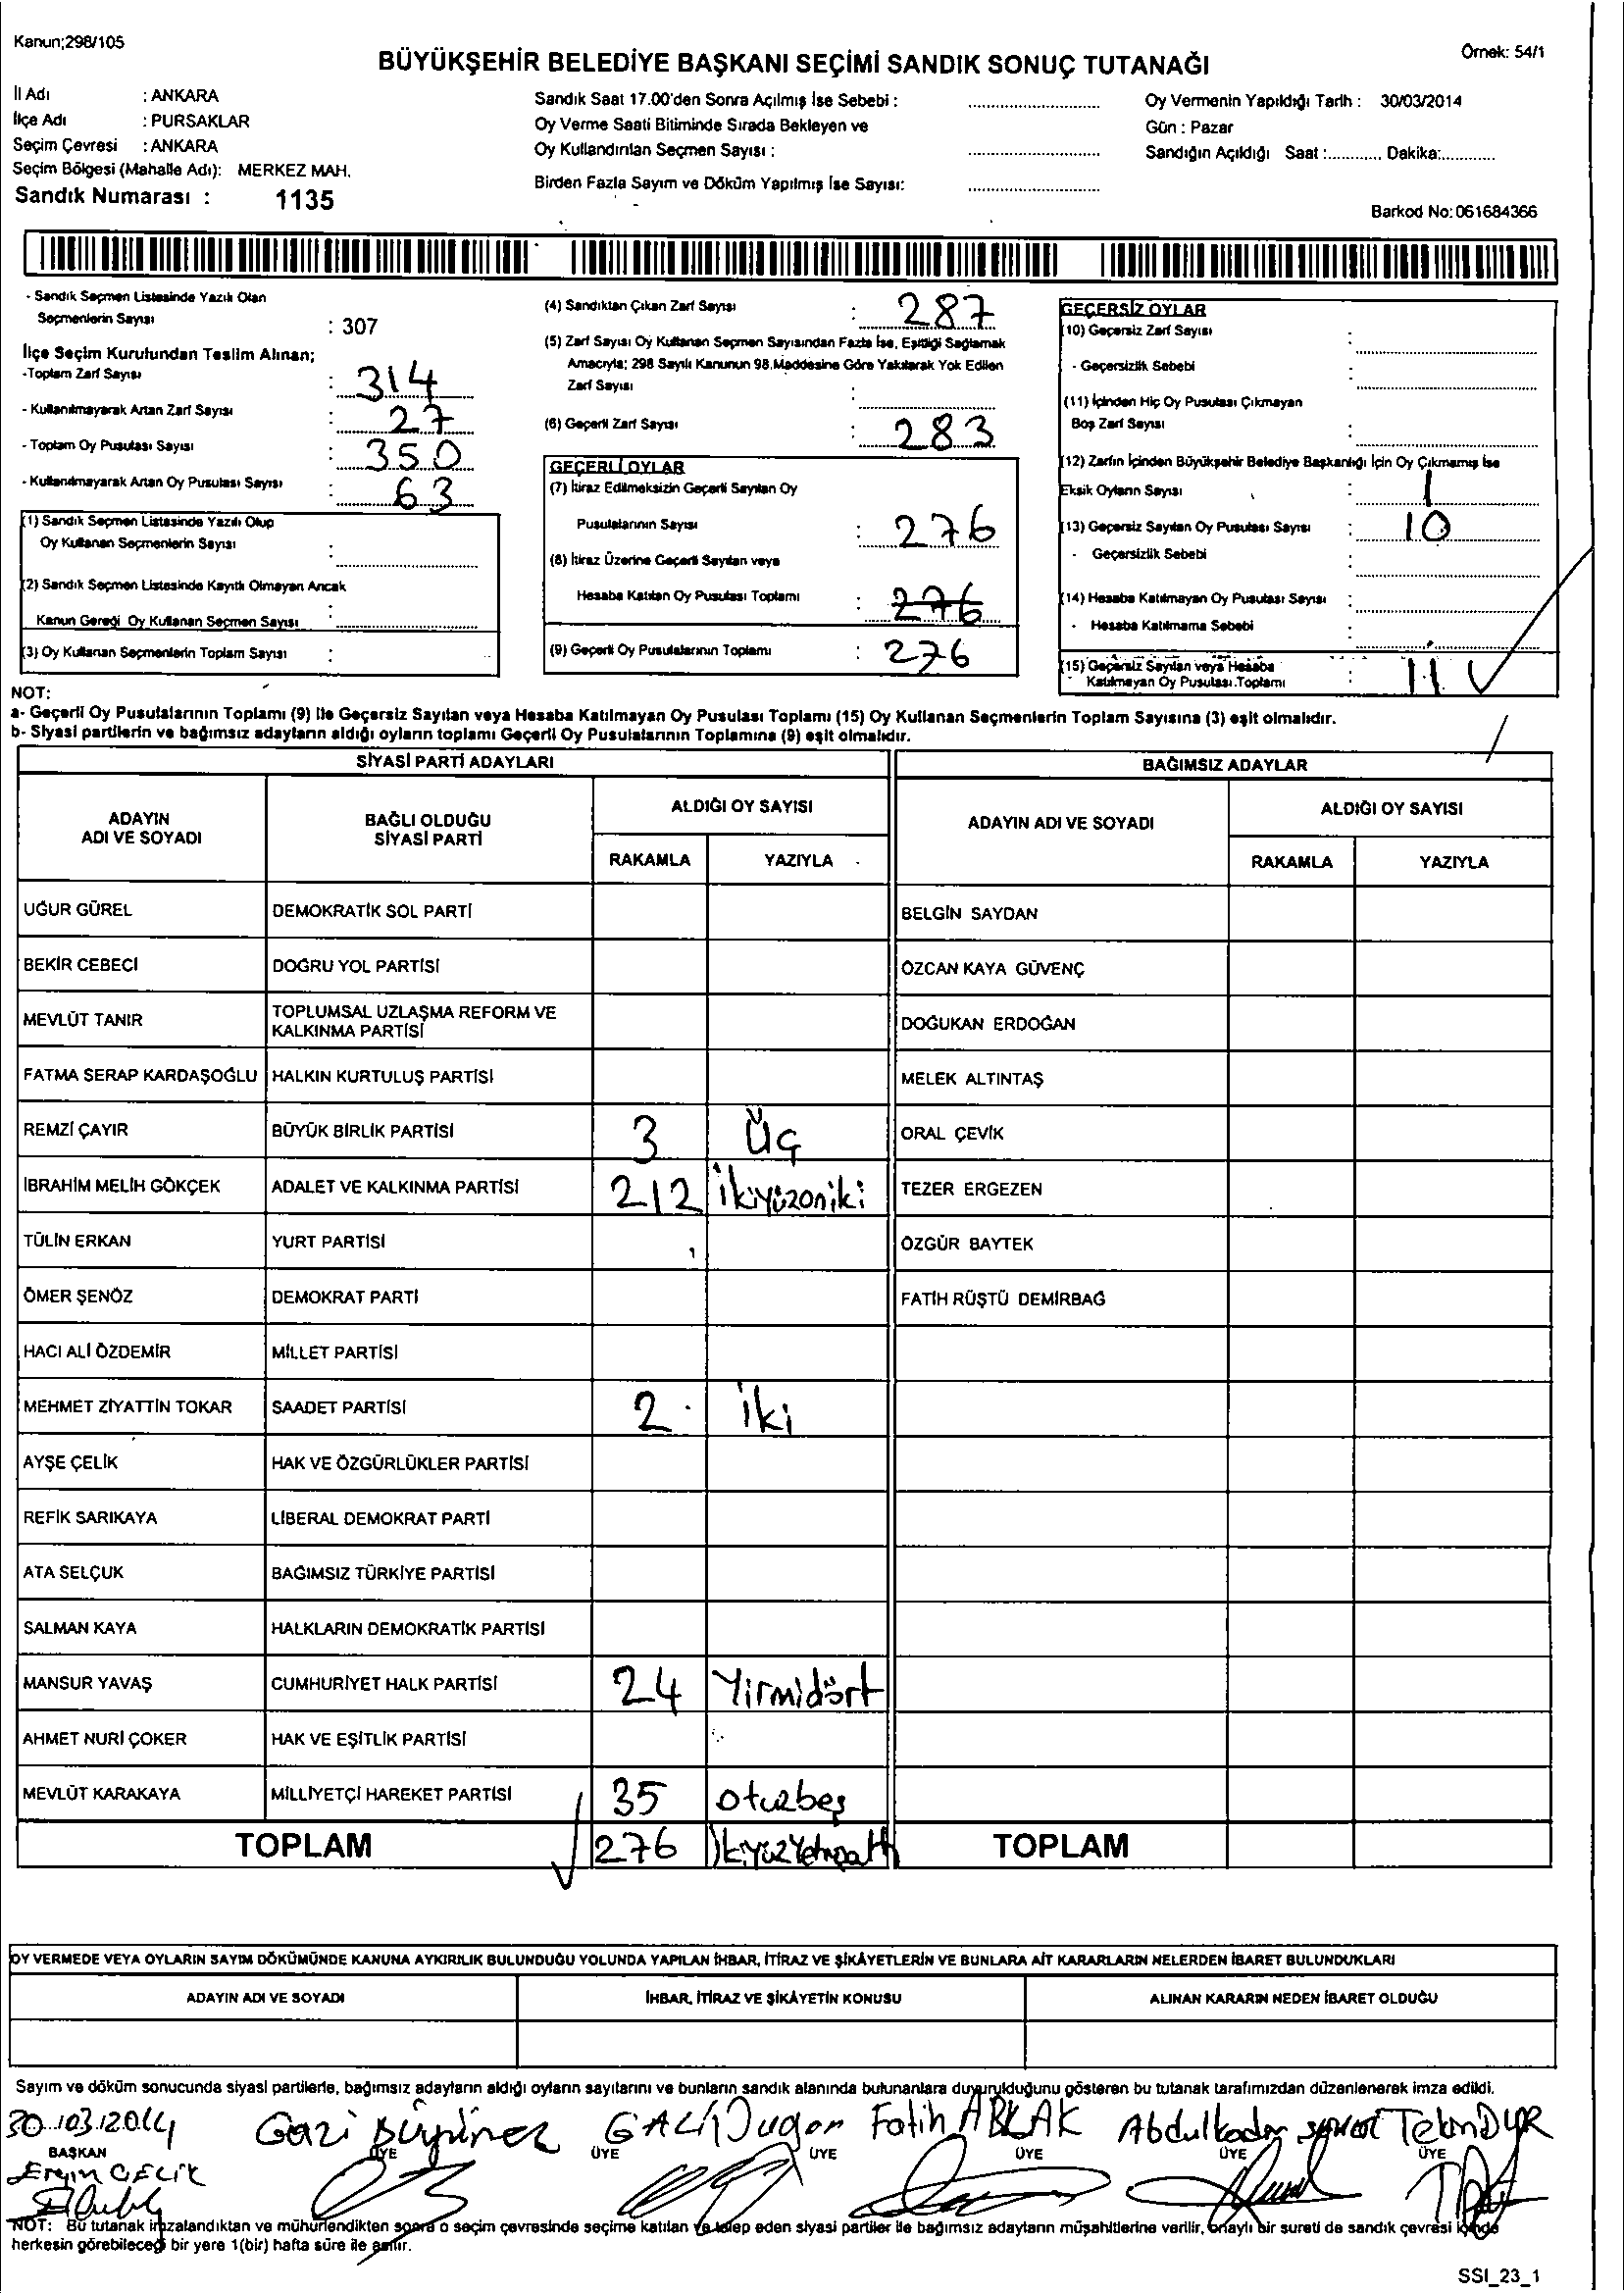 Kanun;298/105
Örnek: 54/1
BÜYÜKŞEHİR BELEDİYE BAŞKANI SEÇİMİ SANDIK SONUÇ TUTANAĞI
İl Adı : ANKARA
İlçe Adı : PURSAKLAR
Seçim Çevresi : ANKARA
Seçim Bölgesi (Mahalle Adı): MERKEZ MAH.
Sandık Numarası : 1135
Sandık Saat 17.00'den Sonra Açılmış İse Sebebi :
Oy Verme Saati Bitiminde Sırada Bekleyen ve
Oy Kullandırılan Seçmen Sayısı :
Birden Fazla Sayım ve Döküm Yapılmış İse Sayısı:
Oy Vermenin Yapıldığı Tarih : 30/03/2014
Gün : Pazar
Sandığın Açıldığı Saat :............ Dakika:............
Barkod No:061684366
- Sandık Seçmen Listesinde Yazılı Olan
Seçmenlerin Sayısı : 307
İlçe Seçim Kurulundan Teslim Alınan;
-Toplam Zarf Sayısı : 314
- Kullanılmayarak Artan Zarf Sayısı : 27
- Toplam Oy Pusulası Sayısı : 350
- Kullanılmayarak Artan Oy Pusulası Sayısı : 63
(1) Sandık Seçmen Listesinde Yazılı Olup
Oy Kullanan Seçmenlerin Sayısı :
(2) Sandık Seçmen Listesinde Kayıtlı Olmayan Ancak
Kanun Gereği Oy Kullanan Seçmen Sayısı :
(3) Oy Kullanan Seçmenlerin Toplam Sayısı :
(4) Sandıktan Çıkan Zarf Sayısı : 287
(5) Zarf Sayısı Oy Kullanan Seçmen Sayısından Fazla İse, Eşitliği Sağlamak
Amacıyla; 298 Sayılı Kanunun 98.Maddesine Göre Yakılarak Yok Edilen
Zarf Sayısı :
(6) Geçerli Zarf Sayısı : 283
GEÇERLİ OYLAR
(7) İtiraz Edilmeksizin Geçerli Sayılan Oy
Pusulalarının Sayısı : 276
(8) İtiraz Üzerine Geçerli Sayılan veya
Hesaba Katılan Oy Pusulası Toplamı : 276
(9) Geçerli Oy Pusulalarının Toplamı : 276
GEÇERSİZ OYLAR
(10) Geçersiz Zarf Sayısı :
- Geçersizlik Sebebi :
(11) İçinden Hiç Oy Pusulası Çıkmayan
Boş Zarf Sayısı :
(12) Zarfın İçinden Büyükşehir Belediye Başkanlığı İçin Oy Çıkmamış İse
Eksik Oyların Sayısı : 1
(13) Geçersiz Sayılan Oy Pusulası Sayısı : 10
- Geçersizlik Sebebi :
(14) Hesaba Katılmayan Oy Pusulası Sayısı :
- Hesaba Katılmama Sebebi :
(15) Geçersiz Sayılan veya Hesaba
Katılmayan Oy Pusulası Toplamı : 11
NOT:
a- Geçerli Oy Pusulalarının Toplamı (9) ile Geçersiz Sayılan veya Hesaba Katılmayan Oy Pusulası Toplamı (15) Oy Kullanan Seçmenlerin Toplam Sayısına (3) eşit olmalıdır.
b- Siyasi partilerin ve bağımsız adayların aldığı oyların toplamı Geçerli Oy Pusulalarının Toplamına (9) eşit olmalıdır.
SİYASİ PARTİ ADAYLARI BAĞIMSIZ ADAYLAR
ADAYIN ADI VE SOYADI
BAĞLI OLDUĞU SİYASİ PARTİ
ALDIĞI OY SAYISI
RAKAMLA YAZIYLA
ADAYIN ADI VE SOYADI
ALDIĞI OY SAYISI
RAKAMLA YAZIYLA
UĞUR GÜREL DEMOKRATİK SOL PARTİ BELGİN SAYDAN
BEKİR CEBECİ DOĞRU YOL PARTİSİ ÖZCAN KAYA GÜVENÇ
MEVLÜT TANIR TOPLUMSAL UZLAŞMA REFORM VE KALKINMA PARTİSİ DOĞUKAN ERDOĞAN
FATMA SERAP KARDAŞOĞLU HALKIN KURTULUŞ PARTİSİ MELEK ALTINTAŞ
REMZİ ÇAYIR BÜYÜK BİRLİK PARTİSİ 3 Üç ORAL ÇEVİK
İBRAHİM MELİH GÖKÇEK ADALET VE KALKINMA PARTİSİ 212 ikiyüzoniki TEZER ERGEZEN
TÜLİN ERKAN YURT PARTİSİ ÖZGÜR BAYTEK
ÖMER ŞENÖZ DEMOKRAT PARTİ FATİH RÜŞTÜ DEMİRBAĞ
HACI ALİ ÖZDEMİR MİLLET PARTİSİ
MEHMET ZİYATTİN TOKAR SAADET PARTİSİ 2 iki
AYŞE ÇELİK HAK VE ÖZGÜRLÜKLER PARTİSİ
REFİK SARIKAYA LİBERAL DEMOKRAT PARTİ
ATA SELÇUK BAĞIMSIZ TÜRKİYE PARTİSİ
SALMAN KAYA HALKLARIN DEMOKRATİK PARTİSİ
MANSUR YAVAŞ CUMHURİYET HALK PARTİSİ 24 Yirmidört
AHMET NURİ ÇOKER HAK VE EŞİTLİK PARTİSİ
MEVLÜT KARAKAYA MİLLİYETÇİ HAREKET PARTİSİ 35 otuzbeş
TOPLAM 276 TOPLAM
OY VERMEDE VEYA OYLARIN SAYIM DÖKÜMÜNDE KANUNA AYKIRILIK BULUNDUĞU YOLUNDA YAPILAN İHBAR, İTİRAZ VE ŞİKÂYETLERİN VE BUNLARA AİT KARARLARIN NELERDEN İBARET BULUNDUKLARI
ADAYIN ADI VE SOYADI İHBAR, İTİRAZ VE ŞİKÂYETİN KONUSU ALINAN KARARIN NEDEN İBARET OLDUĞU
Sayım ve döküm sonucunda siyasi partilerle, bağımsız adayların aldığı oyların sayılarını ve bunların sandık alanında bulunanlara duyurulduğunu gösteren bu tutanak tarafımızdan düzenlenerek imza edildi.
30/03/2014 Gazi Fatih ABLAK
BAŞKAN ÜYE ÜYE ÜYE ÜYE ÜYE ÜYE
Ergin ÇELİK
NOT: Bu tutanak imzalandıktan ve mühürlendikten sonra o seçim çevresinde seçime katılan ve talep eden siyasi partiler ile bağımsız adayların müşahitlerine verilir, onaylı bir sureti de sandık çevresi içinde
herkesin görebileceği bir yere 1(bir) hafta süre ile asılır.
SSI_23_1